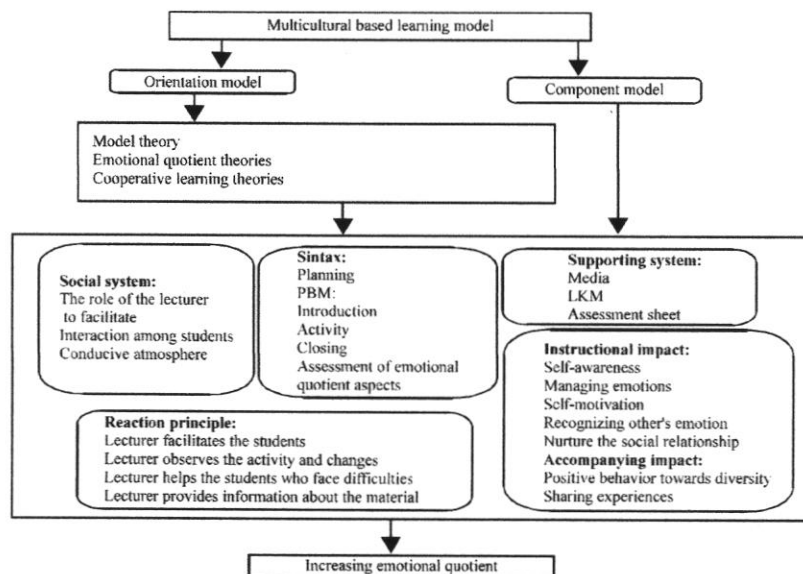 Multicultural based learning model
Orientation model
Component model
Model theory
Emotional quotient theories
Cooperative learning theories
Social system:
The role of the lecturer
to facilitate
Interaction among students
Conducive atmosphere
Sintax:
Planning
PBM:
Introduction
Activity
Closing
Assessment of emotional
quotient aspects
Supporting system:
Media
LKM
Assessment sheet
Instructional impact:
Self-awareness
Managing emotions
Self-motivation
Recognizing other's emotion
Nurture the social relationship
Accompanying impact:
Positive behavior towards diversity
Sharing experiences
Reaction principle:
Lecturer facilitates the students
Lecturer observes the activity and changes
Lecturer helps the students who face difficulties
Lecturer provides information about the material
Increasing emotional quotient